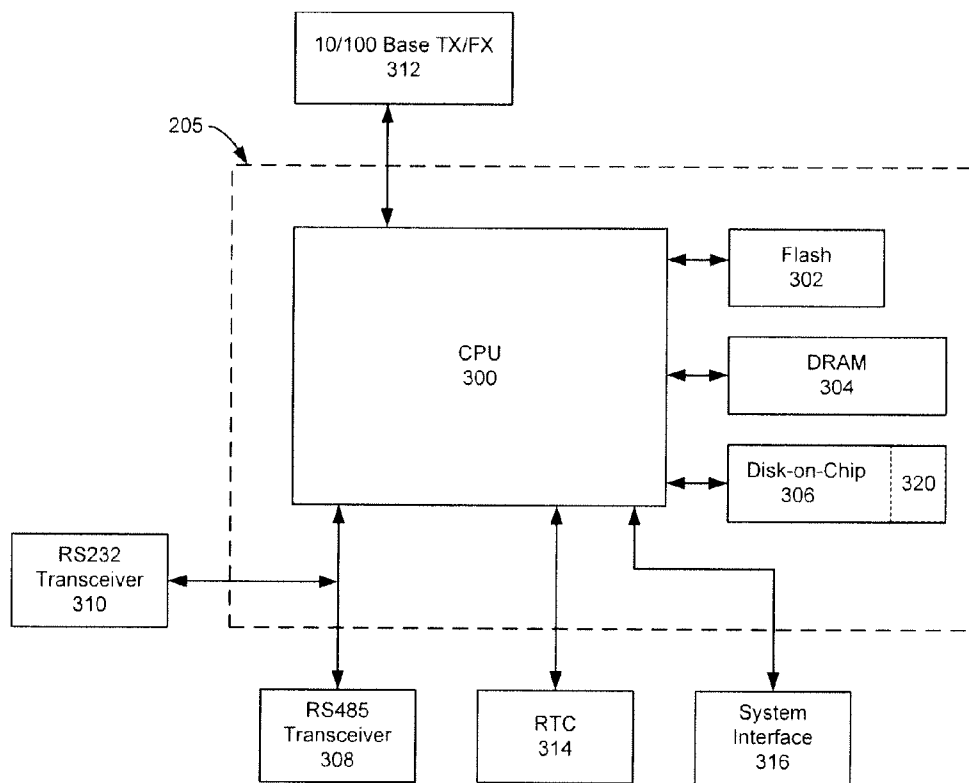 10/100 Base TX/FX
312
205
CPU
300
Flash
302
DRAM
304
Disk-on-Chip
306
320
RS232
Transceiver
310
RS485
Transceiver
308
RTC
314
System
Interface
316